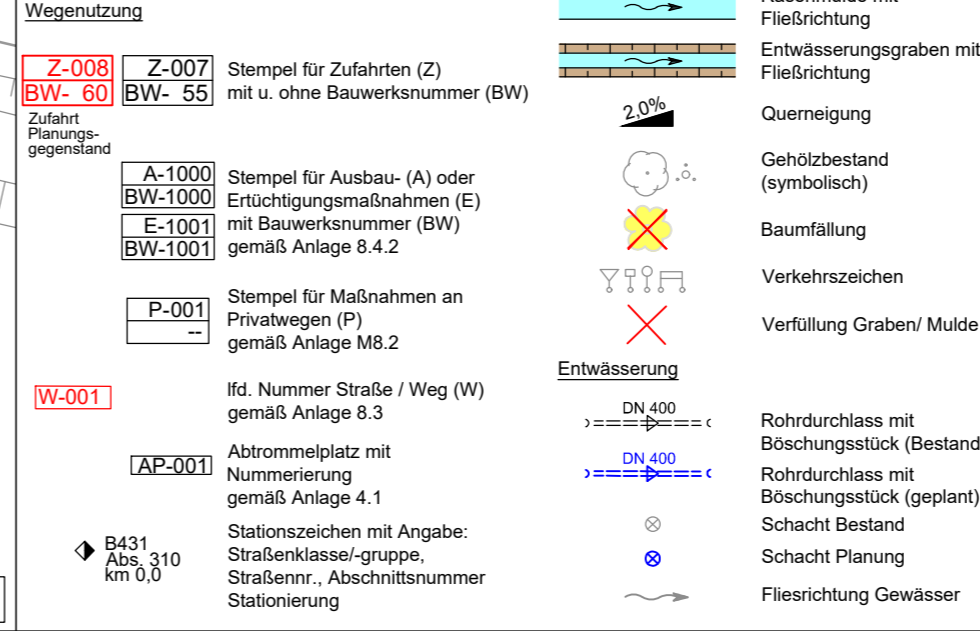 Wegenutzung
Z-008
BW- 60
Z-007
BW- 55
Stempel für Zufahrten (Z)
mit u. ohne Bauwerksnummer (BW)
Zufahrt
Planungs-
gegenstand
A-1000
BW-1000
E-1001
BW-1001
Stempel für Ausbau- (A) oder
Ertüchtigungsmaßnahmen (E)
mit Bauwerksnummer (BW)
gemäß Anlage 8.4.2
P-001
--
Stempel für Maßnahmen an
Privatwegen (P)
gemäß Anlage M8.2
W-001
lfd. Nummer Straße / Weg (W)
gemäß Anlage 8.3
AP-001
Abtrommelplatz mit
Nummerierung
gemäß Anlage 4.1
B431
Abs. 310
km 0,0
Stationszeichen mit Angabe:
Straßenklasse/-gruppe,
Straßennr., Abschnittsnummer
Stationierung
Rasenmulde mit
Fließrichtung
Entwässerungsgraben mit
Fließrichtung
2,0%
Querneigung
Gehölzbestand
(symbolisch)
Baumfällung
Verkehrszeichen
Verfüllung Graben/ Mulde
Entwässerung
DN 400
Rohrdurchlass mit
Böschungsstück (Bestand
DN 400
Rohrdurchlass mit
Böschungsstück (geplant)
Schacht Bestand
Schacht Planung
Fliesrichtung Gewässer